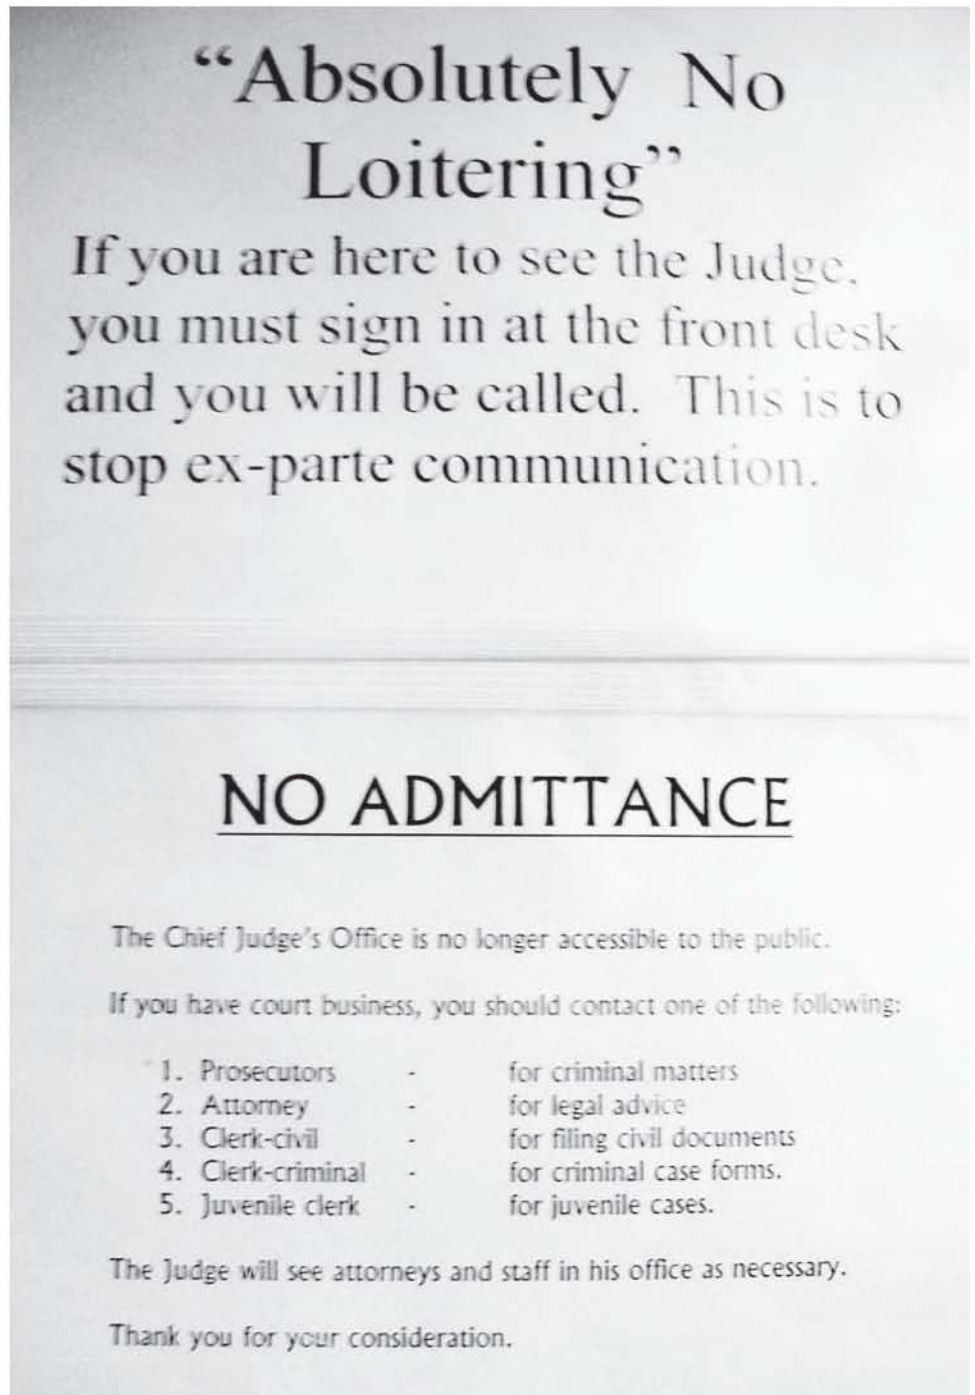 “Absolutely No
Loitering”
If you are here to see the Judge,
you must sign in at the front desk
and you will be called. This is to
stop ex-parte communication.
NO ADMITTANCE
The Chief Judge's Office is no longer accessible to the public.
If you have court business, you should contact one of the following:
1. Prosecutors - for criminal matters
2. Attorney - for legal advice
3. Clerk-civil - for filing civil documents
4. Clerk-criminal - for criminal case forms.
5. Juvenile clerk - for juvenile cases.
The Judge will see attorneys and staff in his office as necessary.
Thank you for your consideration.